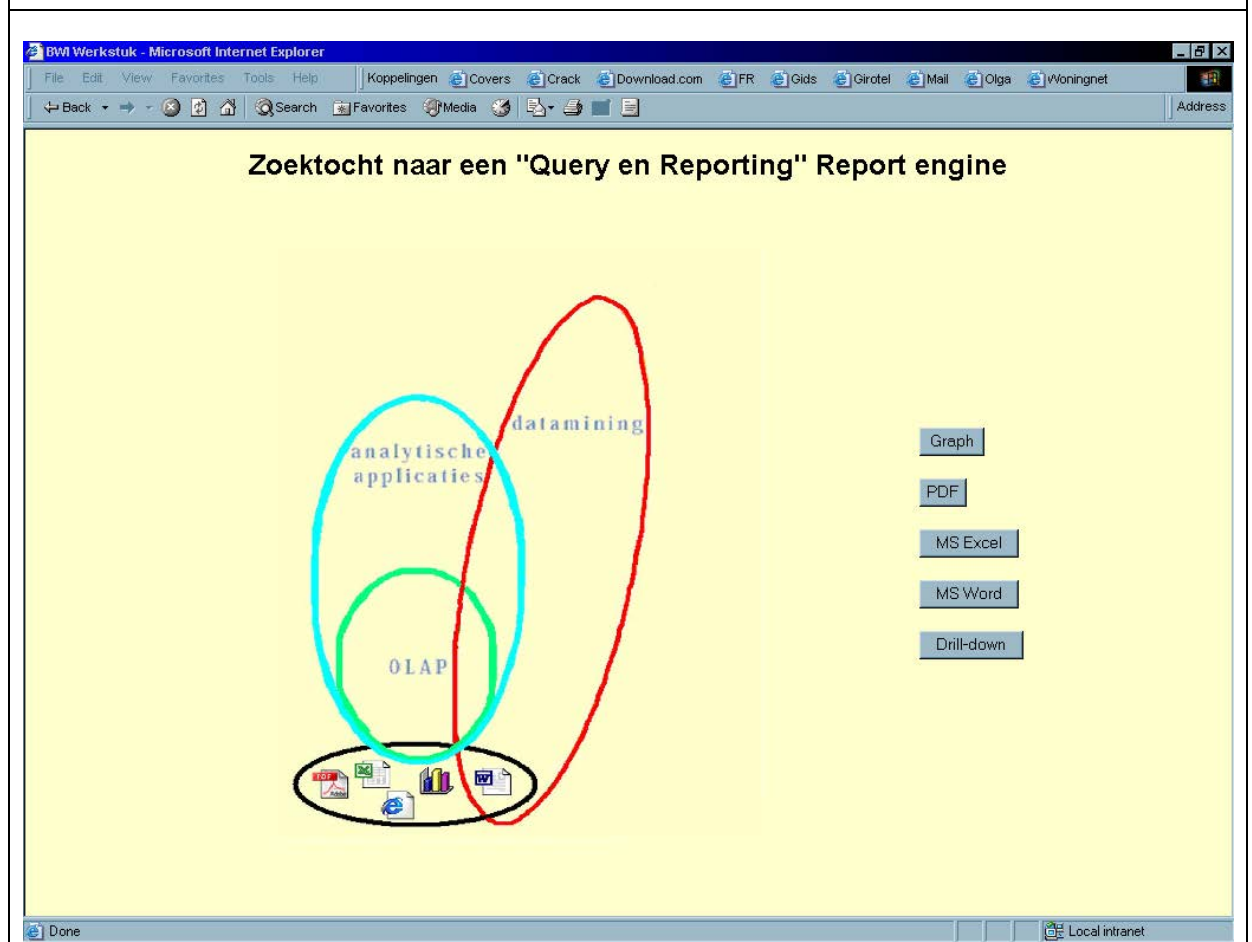 BWI Werkstuk - Microsoft Internet Explorer
File Edit View Favorites Tools Help Koppelingen Covers Crack Download.com FR Gids Girotel Mail Olga Woningnet
Back Search Favorites Media Address
Zoektocht naar een "Query en Reporting" Report engine
datamining
analytische
applicaties
OLAP
Graph
PDF
MS Excel
MS Word
Drill-down
Done Local intranet